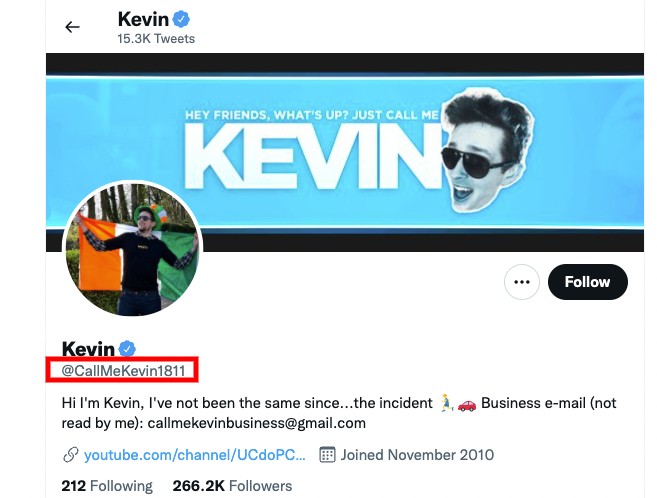 Kevin
15.3K Tweets
HEY FRIENDS, WHAT'S UP? JUST CALL ME
KEVIN
Follow
Kevin
@CallMeKevin1811
Hi I'm Kevin, I've not been the same since...the incident 🚶🚗 Business e-mail (not
read by me): callmekevinbusiness@gmail.com
youtube.com/channel/UCdoPC... Joined November 2010
212 Following 266.2K Followers